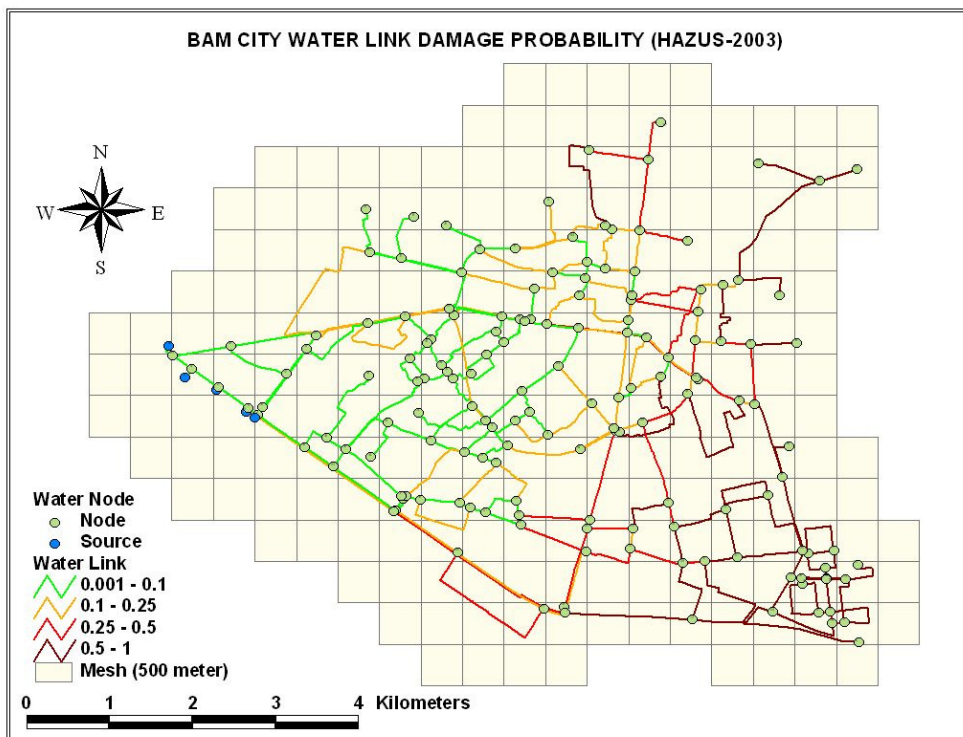 BAM CITY WATER LINK DAMAGE PROBABILITY (HAZUS-2003)
N
W E
S
Water Node
Node
Source
Water Link
0.001 - 0.1
0.1 - 0.25
0.25 - 0.5
0.5 - 1
Mesh (500 meter)
0 1 2 3 4 Kilometers